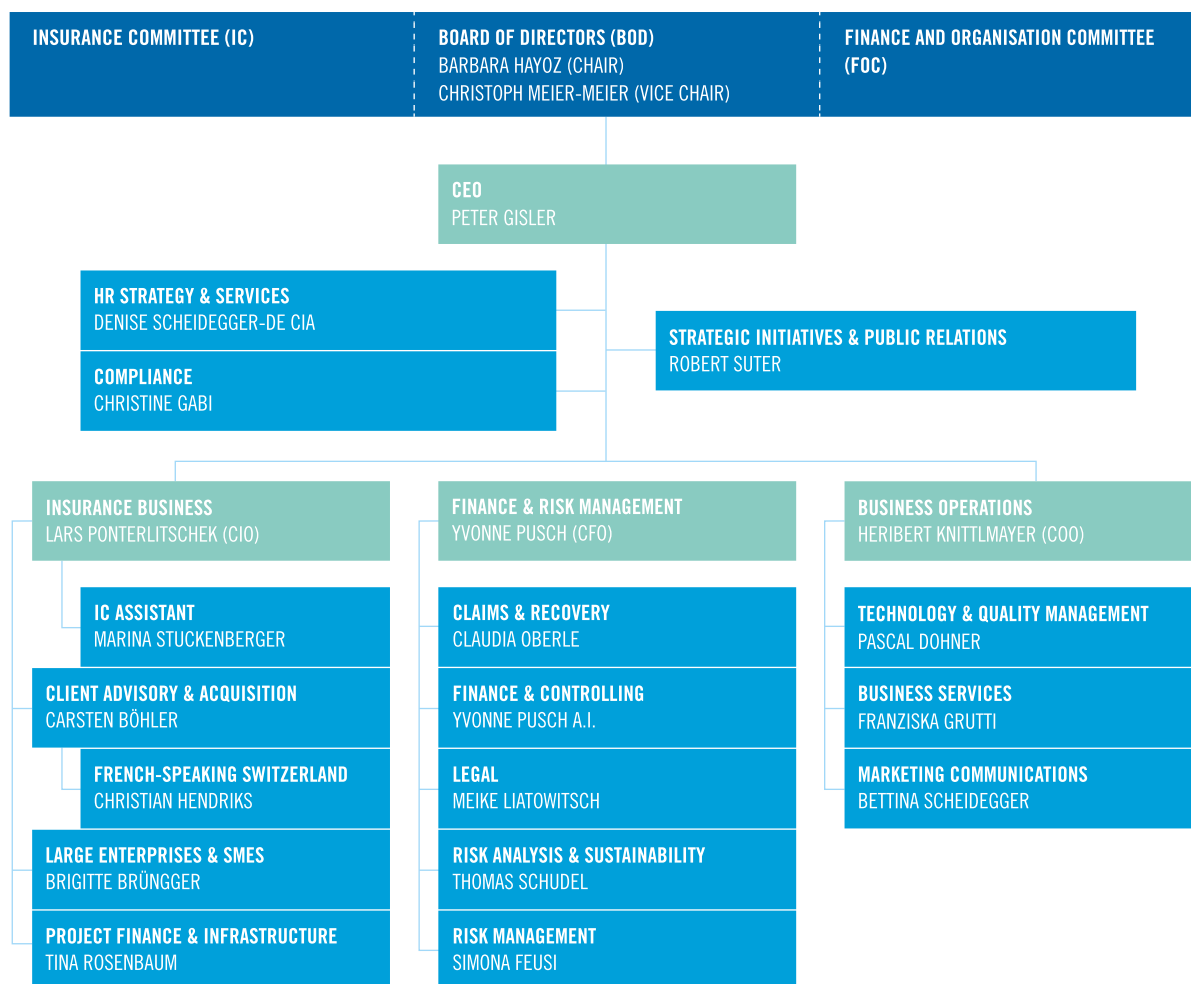 INSURANCE COMMITTEE (IC)
BOARD OF DIRECTORS (BOD)
BARBARA HAYOZ (CHAIR)
CHRISTOPH MEIER-MEIER (VICE CHAIR)
FINANCE AND ORGANISATION COMMITTEE
(FOC)
CEO
PETER GISLER
HR STRATEGY & SERVICES
DENISE SCHEIDEGGER-DE CIA
COMPLIANCE
CHRISTINE GABI
STRATEGIC INITIATIVES & PUBLIC RELATIONS
ROBERT SUTER
INSURANCE BUSINESS
LARS PONTERLITSCHEK (CIO)
IC ASSISTANT
MARINA STUCKENBERGER
CLIENT ADVISORY & ACQUISITION
CARSTEN BÖHLER
FRENCH-SPEAKING SWITZERLAND
CHRISTIAN HENDRIKS
LARGE ENTERPRISES & SMES
BRIGITTE BRÜNGGER
PROJECT FINANCE & INFRASTRUCTURE
TINA ROSENBAUM
FINANCE & RISK MANAGEMENT
YVONNE PUSCH (CFO)
CLAIMS & RECOVERY
CLAUDIA OBERLE
FINANCE & CONTROLLING
YVONNE PUSCH A.I.
LEGAL
MEIKE LIATOWITSCH
RISK ANALYSIS & SUSTAINABILITY
THOMAS SCHUDEL
RISK MANAGEMENT
SIMONA FEUSI
BUSINESS OPERATIONS
HERIBERT KNITTLMAYER (COO)
TECHNOLOGY & QUALITY MANAGEMENT
PASCAL DOHNER
BUSINESS SERVICES
FRANZISKA GRUTTI
MARKETING COMMUNICATIONS
BETTINA SCHEIDEGGER